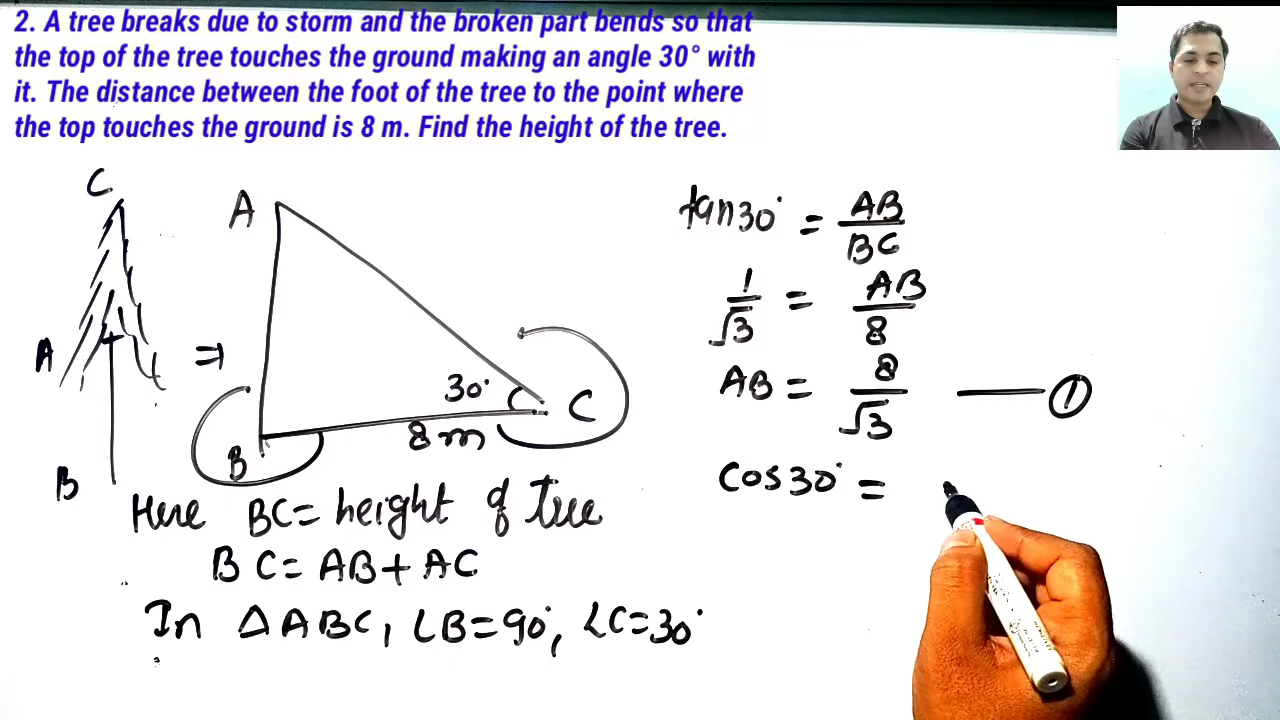 2. A tree breaks due to storm and the broken part bends so that
the top of the tree touches the ground making an angle 30° with
it. The distance between the foot of the tree to the point where
the top touches the ground is 8 m. Find the height of the tree.
C
A
B
⇒
A
30°
C
8 m
B
Here BC = height of tree
BC = AB + AC
In △ABC, ∠B = 90°, ∠C = 30°
tan30° = AB/BC
1/√3 = AB/8
AB = 8/√3 —— ①
cos30° =